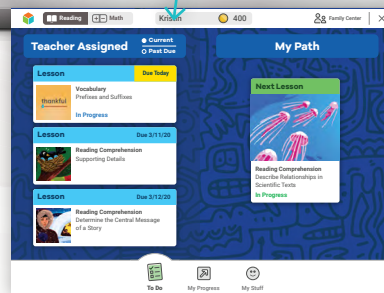 Reading
Math
Kristin
400
Family Center
Teacher Assigned
Current
Past Due
My Path
Lesson
Due Today
thankful
Vocabulary
Prefixes and Suffixes
In Progress
Lesson
Due 3/11/20
Reading Comprehension
Supporting Details
Lesson
Due 3/12/20
Reading Comprehension
Determine the Central Message
of a Story
Next Lesson
Reading Comprehension
Describe Relationships in
Scientific Texts
In Progress
To Do
My Progress
My Stuff